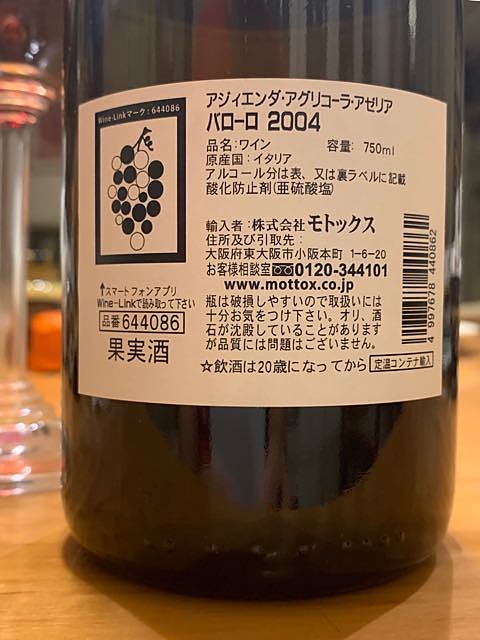 Wine-Linkマーク:644086
アジィエンダ・アグリコーラ・アゼリア
バローロ 2004
品名:ワイン 容量: 750ml
原産国:イタリア
アルコール分は表、又は裏ラベルに記載
酸化防止剤(亜硫酸塩)
輸入者:株式会社 モトックス
住所及び引取先:
大阪府東大阪市小阪本町 1-6-20
お客様相談室 0120-344101
www.mottox.co.jp
瓶は破損しやすいので取扱いには
十分お気をつけ下さい。オリ、酒
石が沈殿していることがあります
が品質には問題はございません。
☆飲酒は20歳になってから 定温コンテナ輸入
↑スマートフォンアプリ
Wine-Linkで読み取って下さい
品番644086
果実酒
4 997678 440862